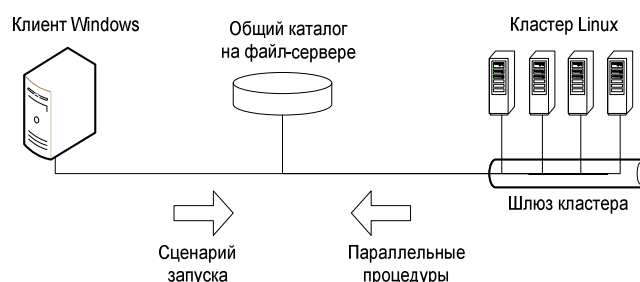 Клиент Windows
Общий каталог
на файл-сервере
Кластер Linux
Шлюз кластера
Сценарий
запуска
Параллельные
процедуры